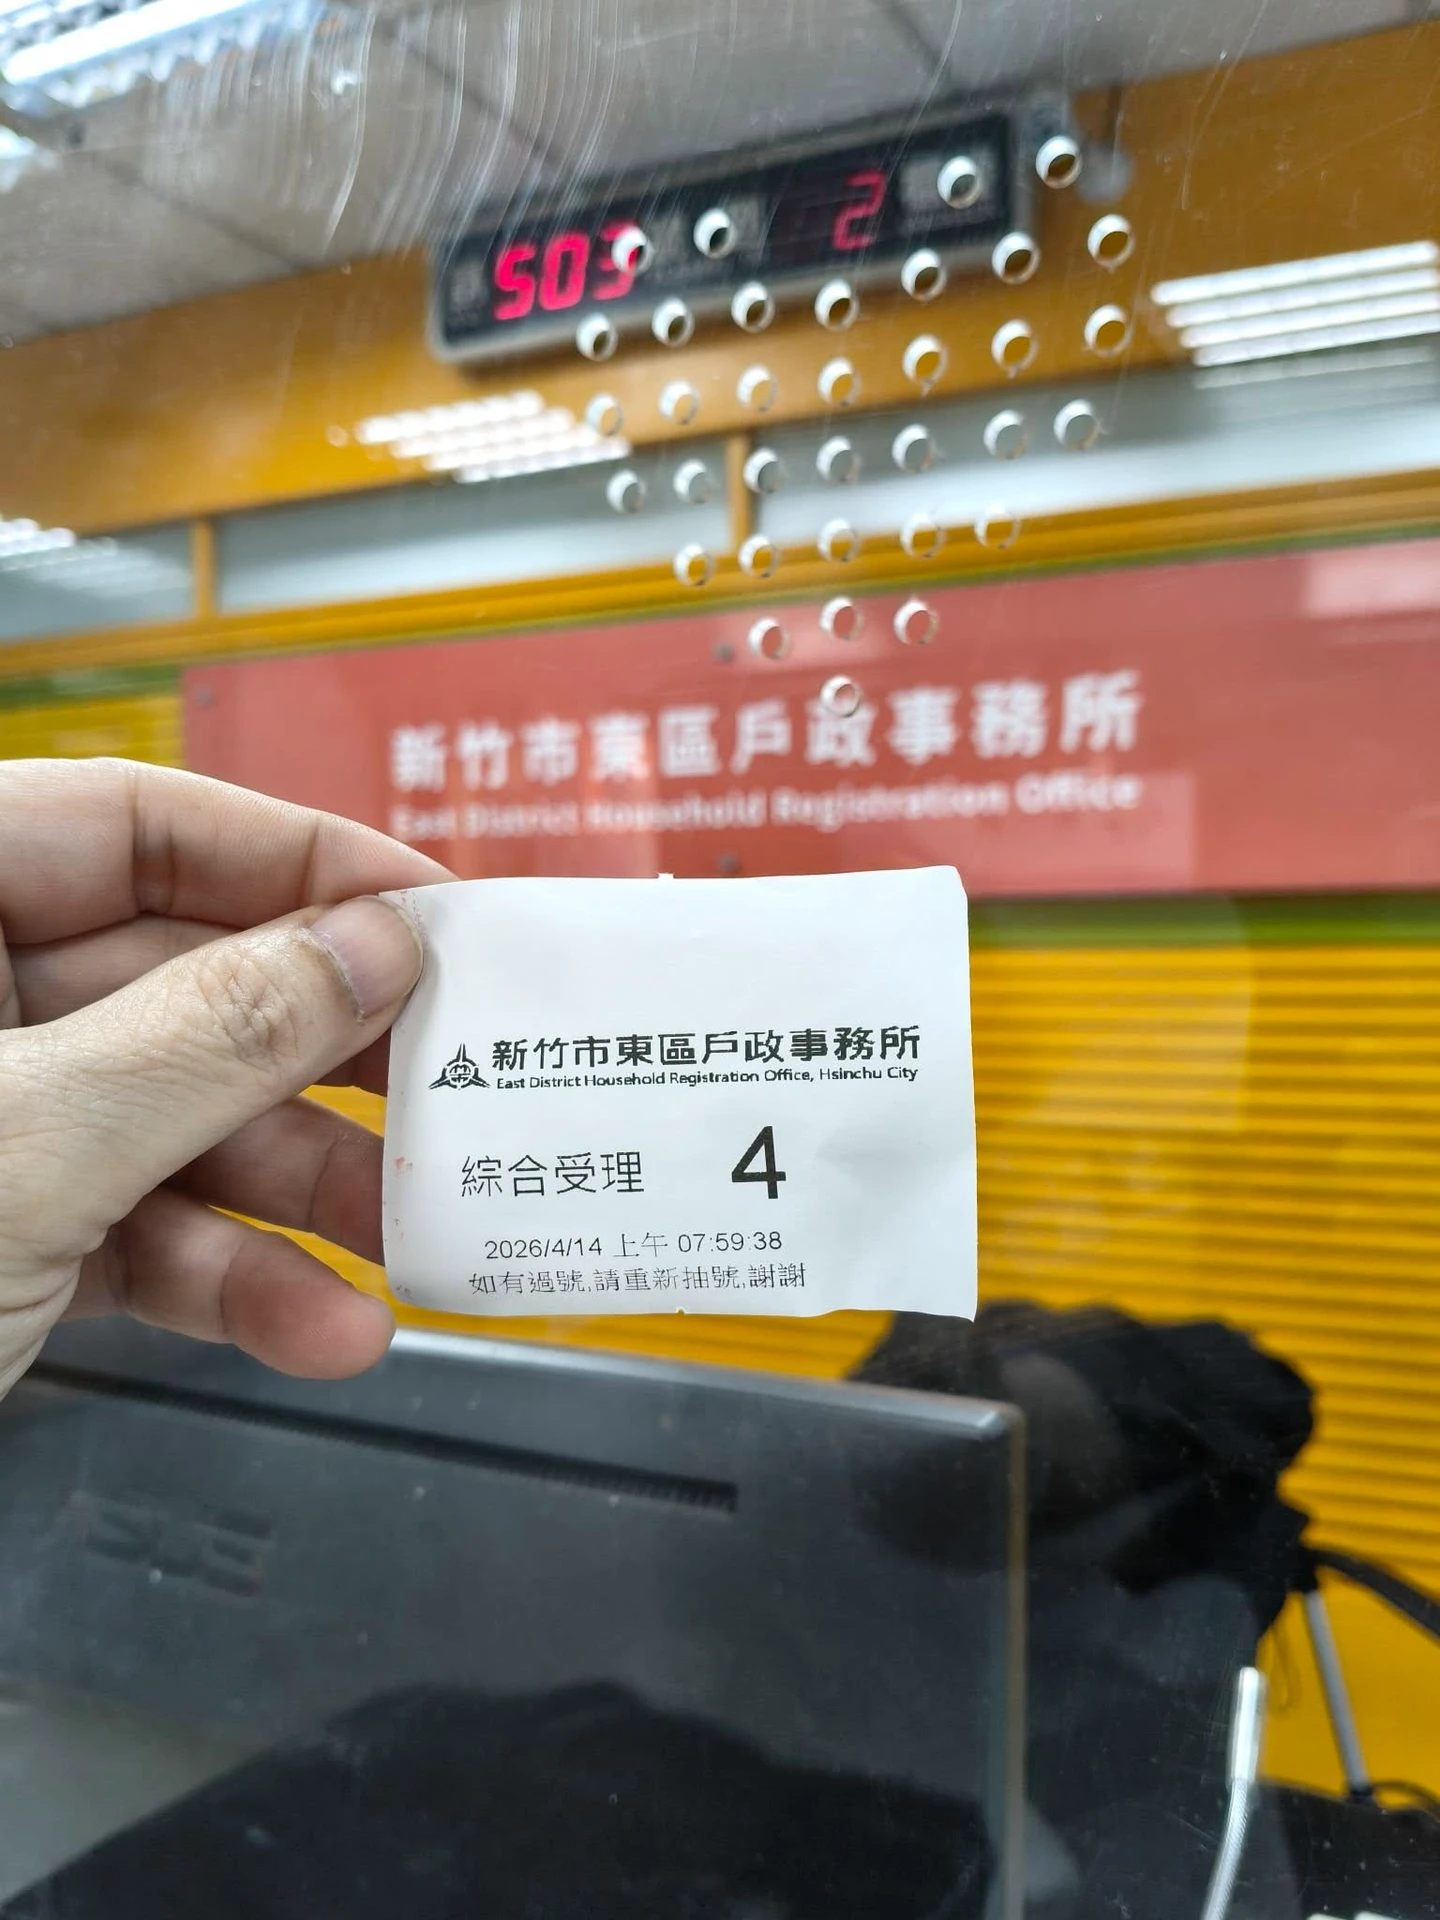 503 2
新竹市東區戶政事務所
East District Household Registration Office
新竹市東區戶政事務所
East District Household Registration Office, Hsinchu City
綜合受理 4
2026/4/14 上午 07:59:38
如有過號,請重新抽號,謝謝